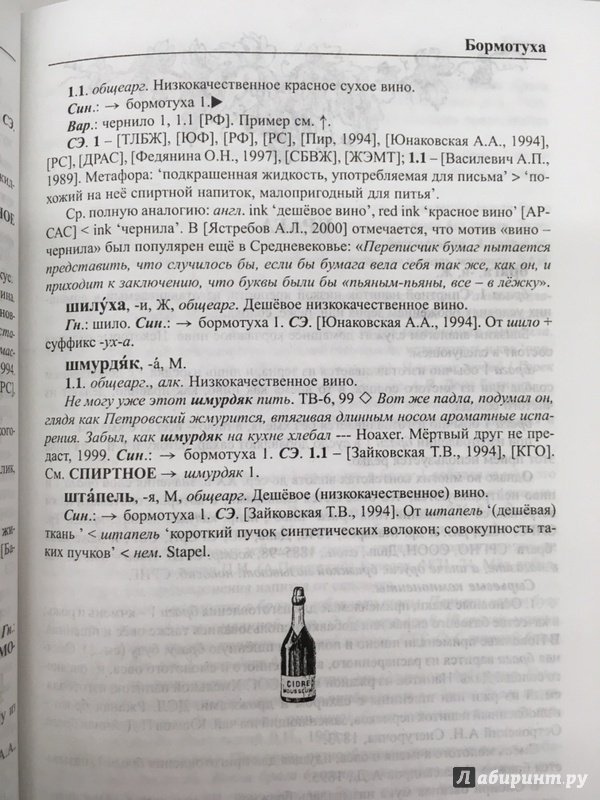 Бормотуха
1.1. общеарг. Низкокачественное красное сухое вино.
Син.: → бормотуха 1.▶
Вар.: чернило 1, 1.1 [РФ]. Пример см. ↑.
СЭ. 1 – [ТЛБЖ], [ЮФ], [РФ], [РС], [Пир, 1994], [Юнаковская А.А., 1994],
[РС], [ДРАС], [Федянина О.Н., 1997], [СБВЖ], [ЖЭМТ]; 1.1 – [Василевич А.П.,
1989]. Метафора: ‘подкрашенная жидкость, употребляемая для письма’ > ‘по-
хожий на неё спиртной напиток, малопригодный для питья’.
Ср. полную аналогию: англ. ink ‘дешёвое вино’, red ink ‘красное вино’ [АР-
САС] < ink ‘чернила’. В [Ястребов А.Л., 2000] отмечается, что мотив «вино –
чернила» был популярен ещё в Средневековье: «Переписчик бумаг пытается
представить, что случилось бы, если бы бумага вела себя так же, как он, и
приходит к заключению, что буквы были бы «пьяным-пьяны, все – в лёжку».
шилу́ха, -и, Ж, общеарг. Дешёвое низкокачественное вино.
Гн.: шило. Син.: → бормотуха 1. СЭ. [Юнаковская А.А., 1994]. От шило +
суффикс -ух-а.
шмурдя́к, -á, М.
1.1. общеарг., алк. Низкокачественное вино.
Не могу уже этот шмурдяк пить. ТВ-6, 99 ◇ Вот же падла, подумал он,
глядя как Петровский жмурится, втягивая длинным носом ароматные испа-
рения. Забыл, как шмурдяк на кухне хлебал --- Hoaxer. Мёртвый друг не пре-
даст, 1999. Син.: → бормотуха 1. СЭ. 1.1 – [Зайковская Т.В., 1994], [КГО].
См. СПИРТНОЕ → шмурдяк 1.
шта́пель, -я, М, общеарг. Дешёвое (низкокачественное) вино.
Син.: → бормотуха 1. СЭ. [Зайковская Т.В., 1994]. От штапель ‘(дешёвая)
ткань ’ < штапель ‘короткий пучок синтетических волокон; совокупность та-
ких пучков’ < нем. Stapel.
CIDRE
MOUSSEUX
Лабиринт.ру